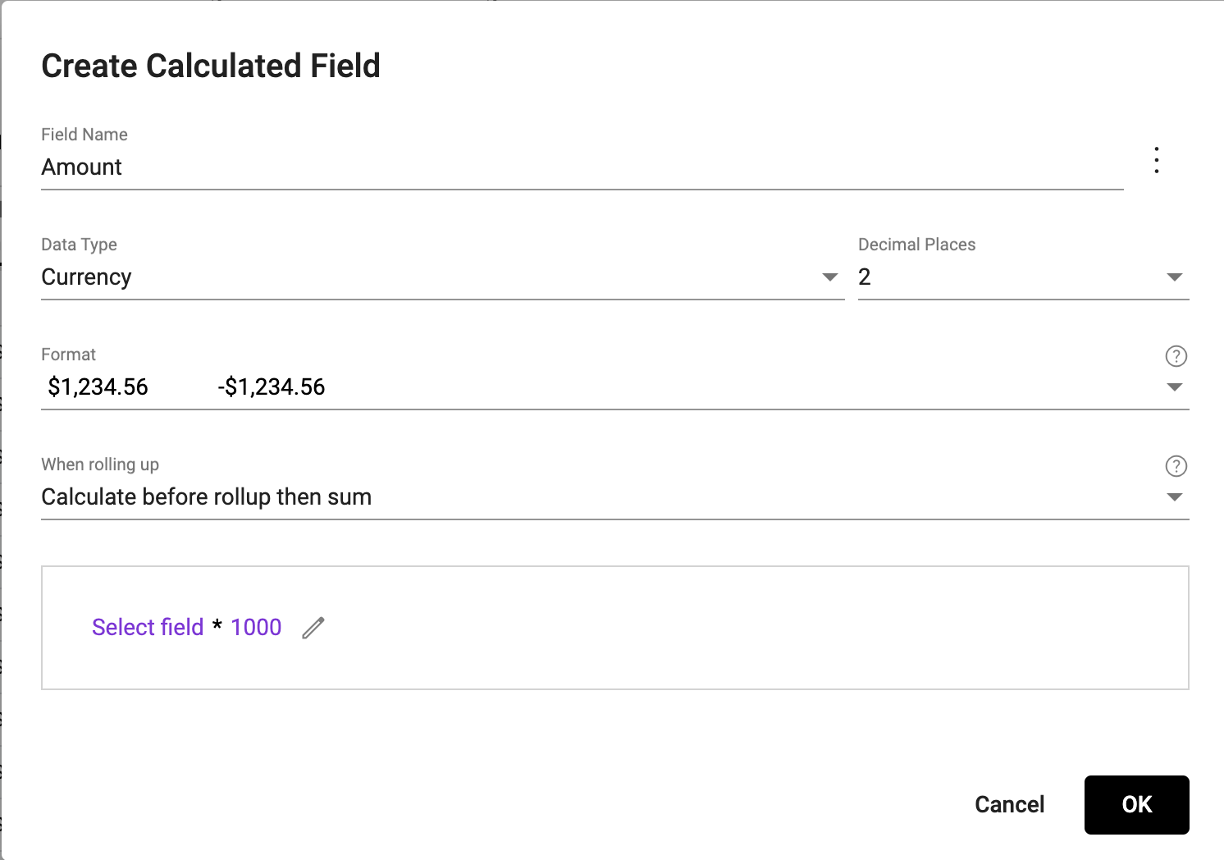 Create Calculated Field
Field Name
Amount
Data Type
Decimal Places
Currency
2
Format
$1,234.56 -$1,234.56
When rolling up
Calculate before rollup then sum
Select field * 1000
Cancel OK